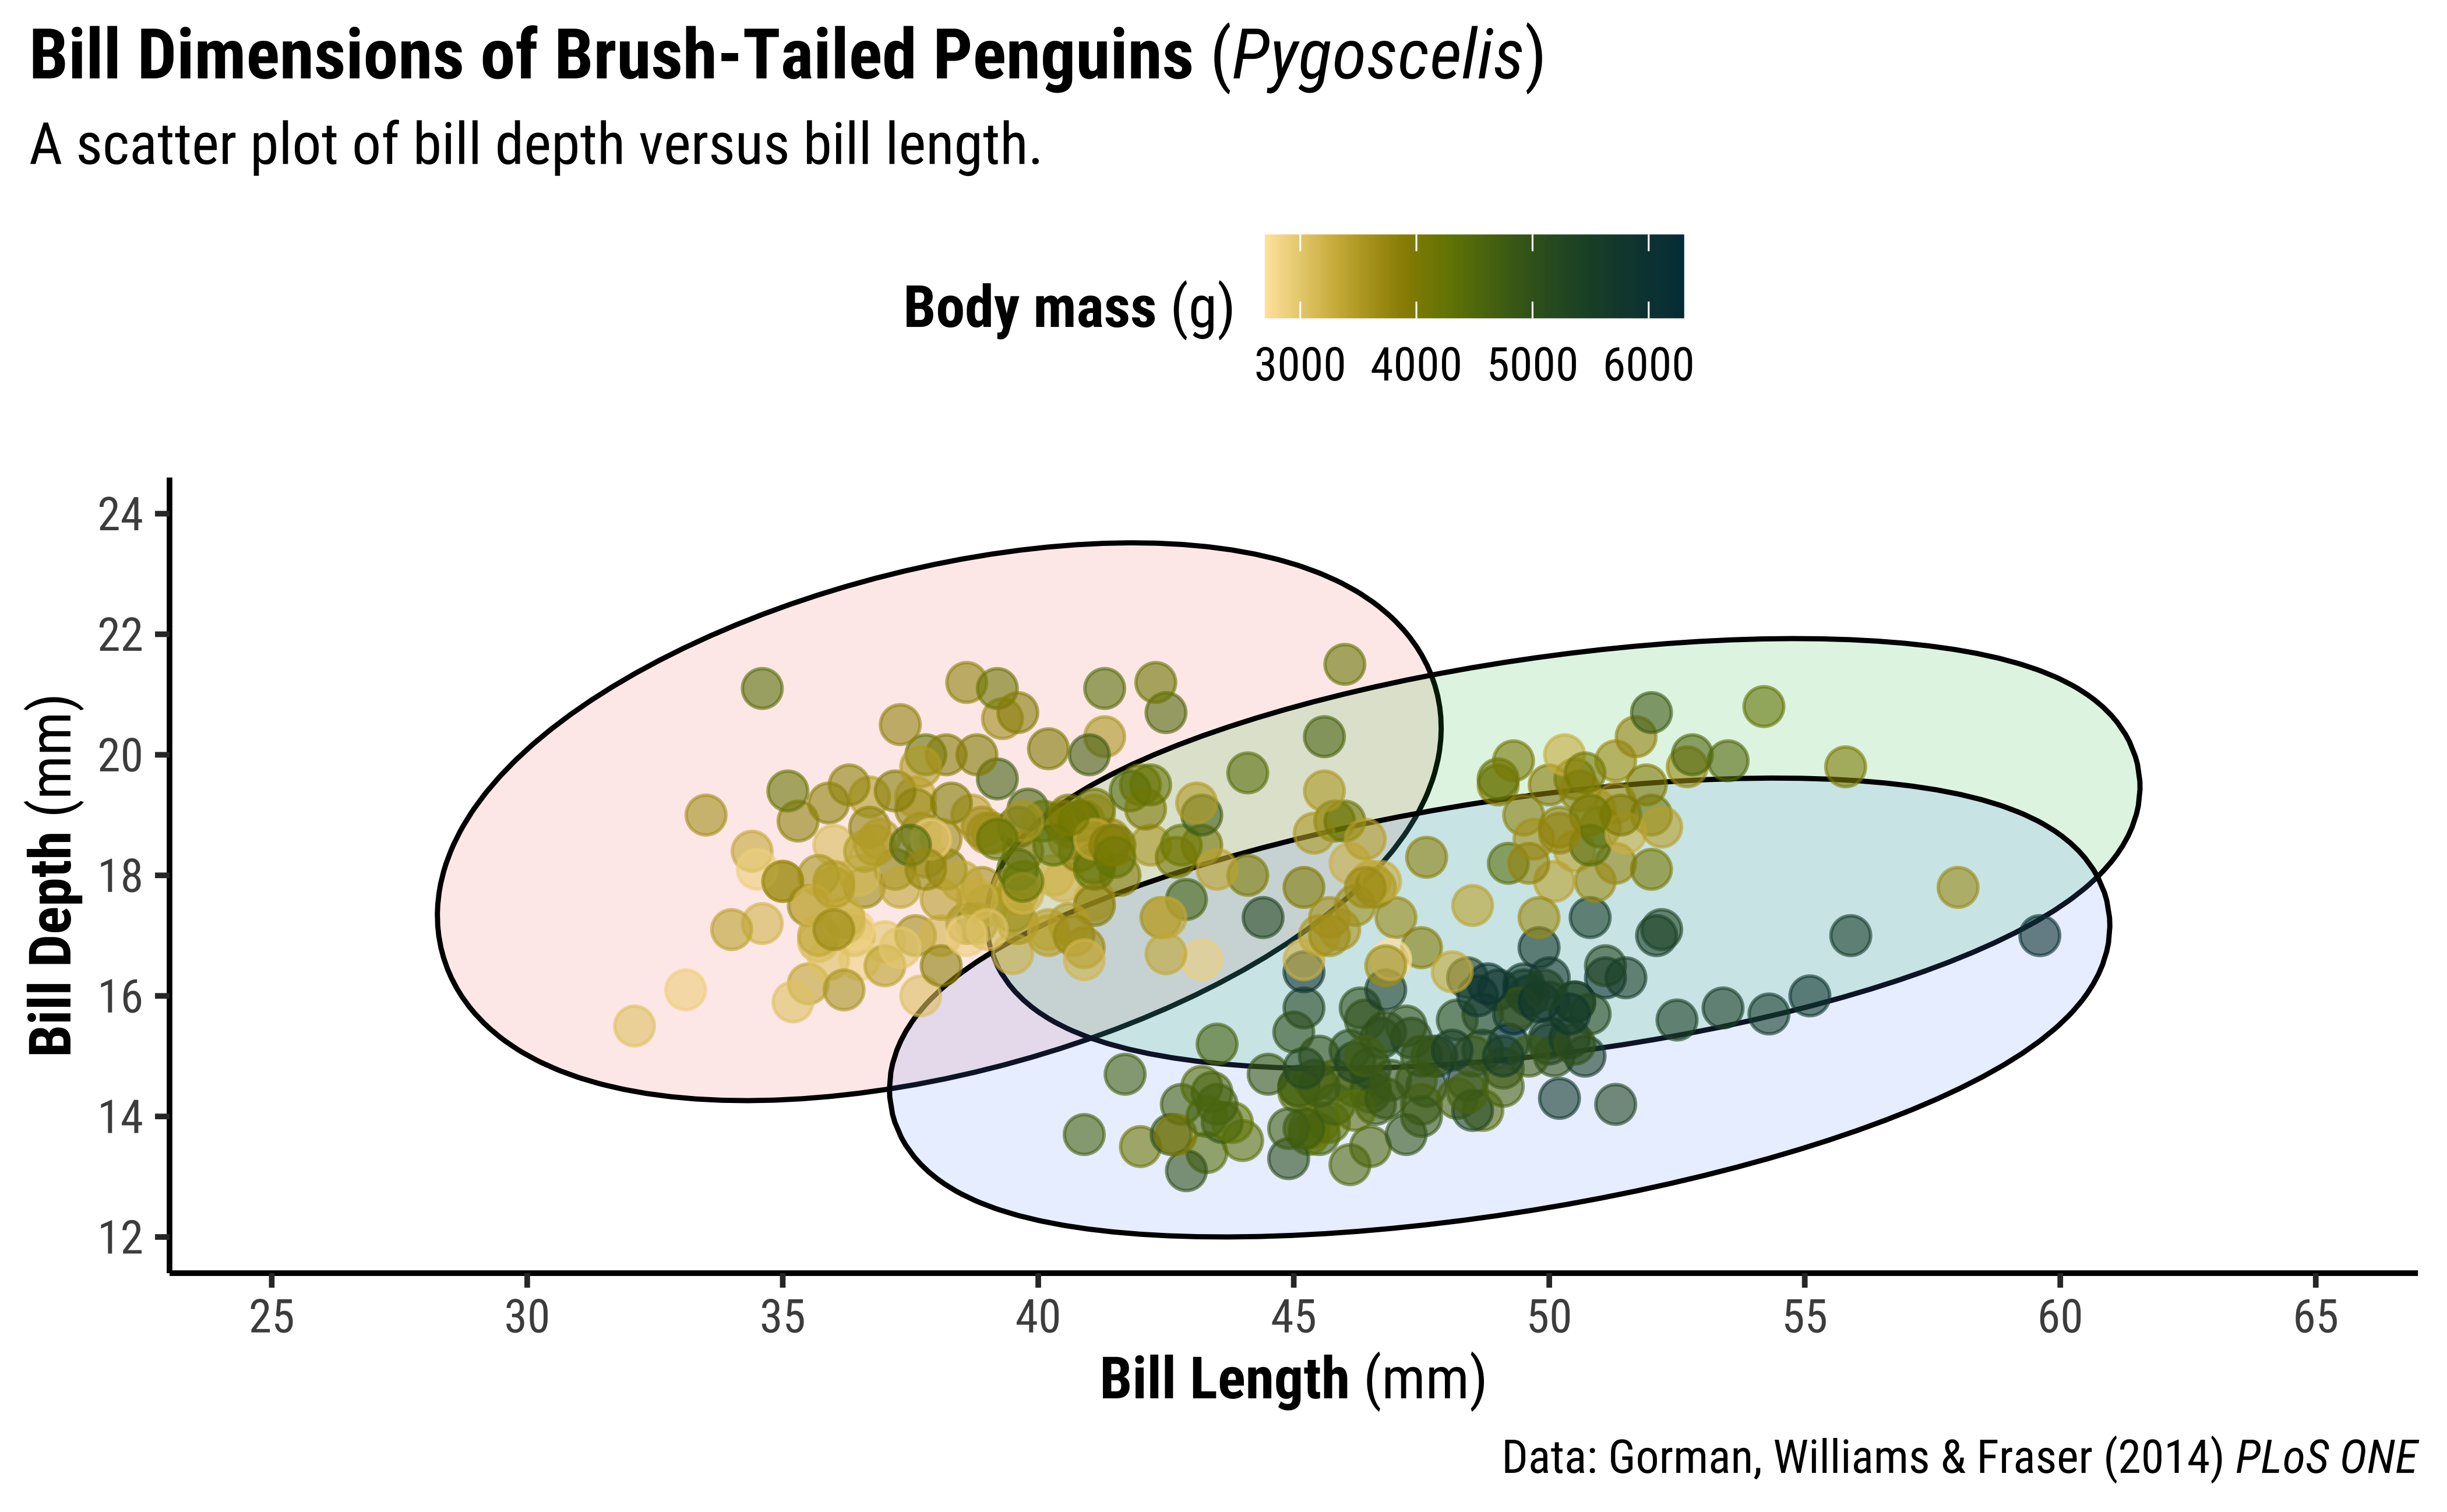 Bill Dimensions of Brush-Tailed Penguins (Pygoscelis)
A scatter plot of bill depth versus bill length.
Body mass (g)
3000 4000 5000 6000
Bill Depth (mm)
24
22
20
18
16
14
12
25 30 35 40 45 50 55 60 65
Bill Length (mm)
Data: Gorman, Williams & Fraser (2014) PLoS ONE